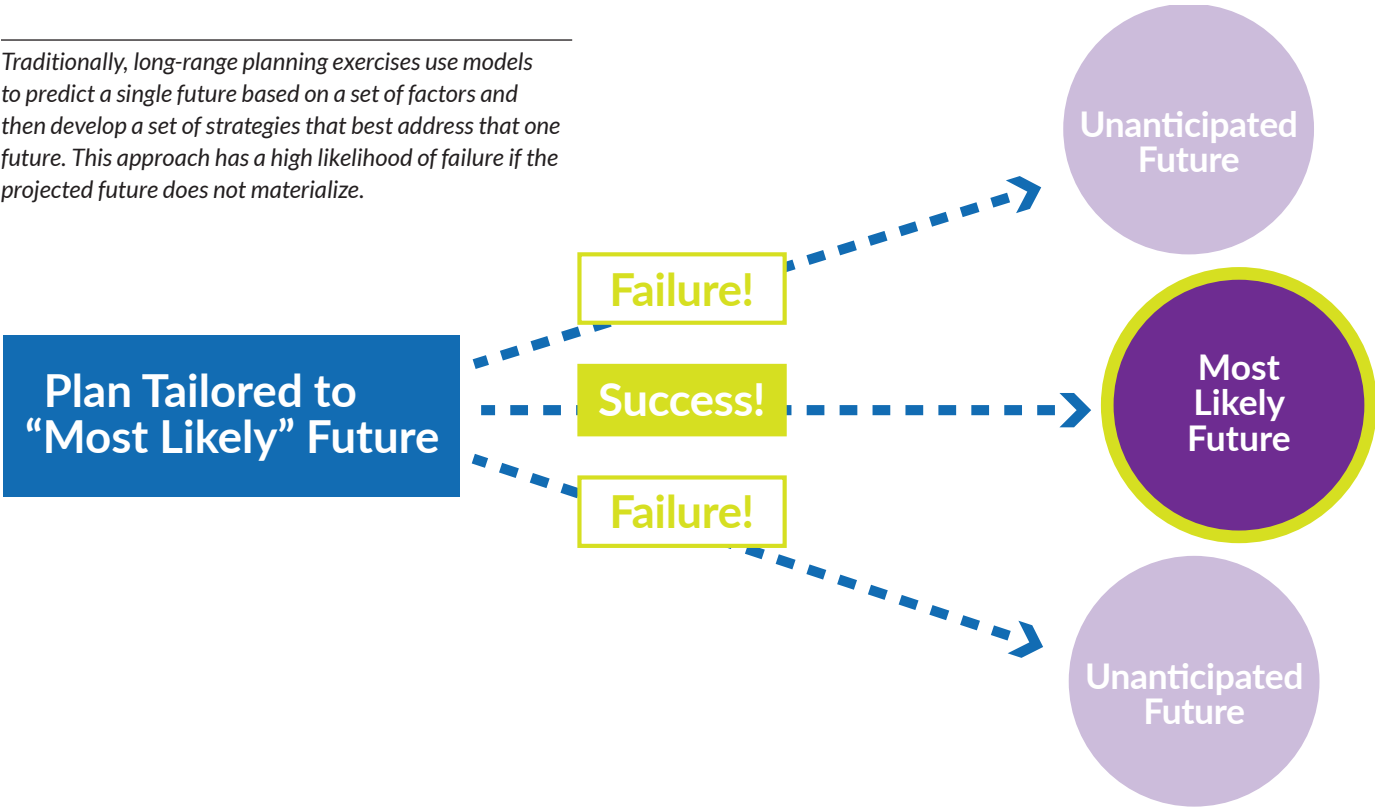 Traditionally, long-range planning exercises use models
to predict a single future based on a set of factors and
then develop a set of strategies that best address that one
future. This approach has a high likelihood of failure if the
projected future does not materialize.
Unanticipated
Future
Failure!
Plan Tailored to
“Most Likely” Future
Success!
Most
Likely
Future
Failure!
Unanticipated
Future